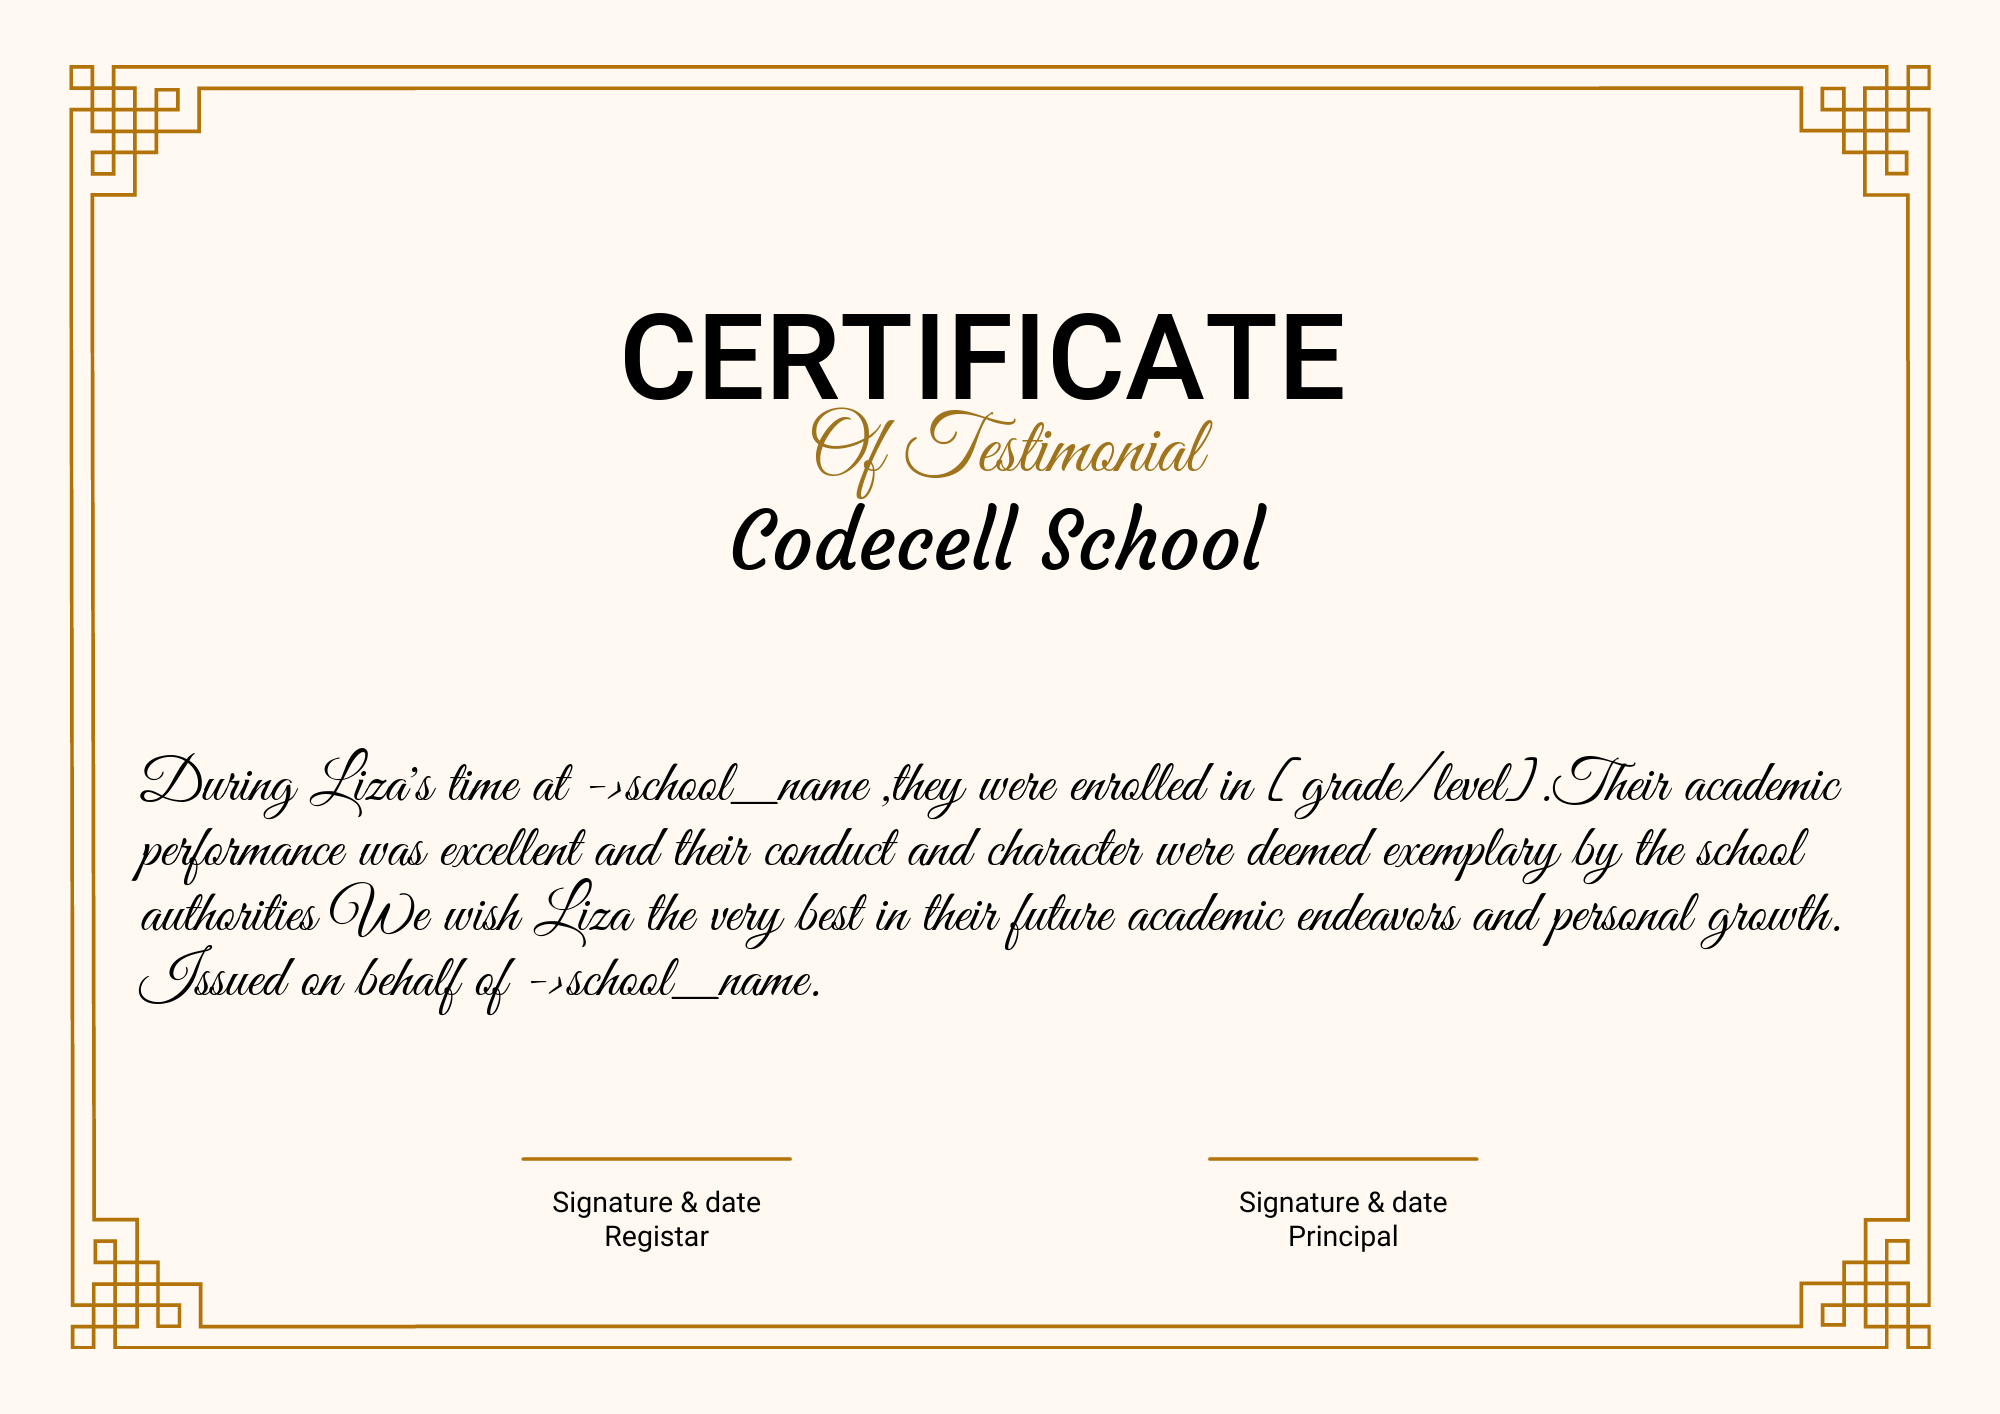 CERTIFICATE
Of Testimonial
Codecell School
During Liza's time at ->school__name ,they were enrolled in [ grade/level] .Their academic
performance was excellent and their conduct and character were deemed exemplary by the school
authorities We wish Liza the very best in their future academic endeavors and personal growth.
Issued on behalf of ->school__name.
Signature & date
Registar
Signature & date
Principal